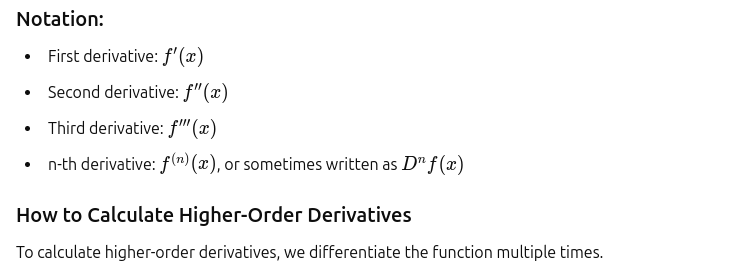 Notation:
• First derivative: f′(x)
• Second derivative: f″(x)
• Third derivative: f‴(x)
• n-th derivative: f⁽ⁿ⁾(x), or sometimes written as Dⁿf(x)
How to Calculate Higher-Order Derivatives
To calculate higher-order derivatives, we differentiate the function multiple times.